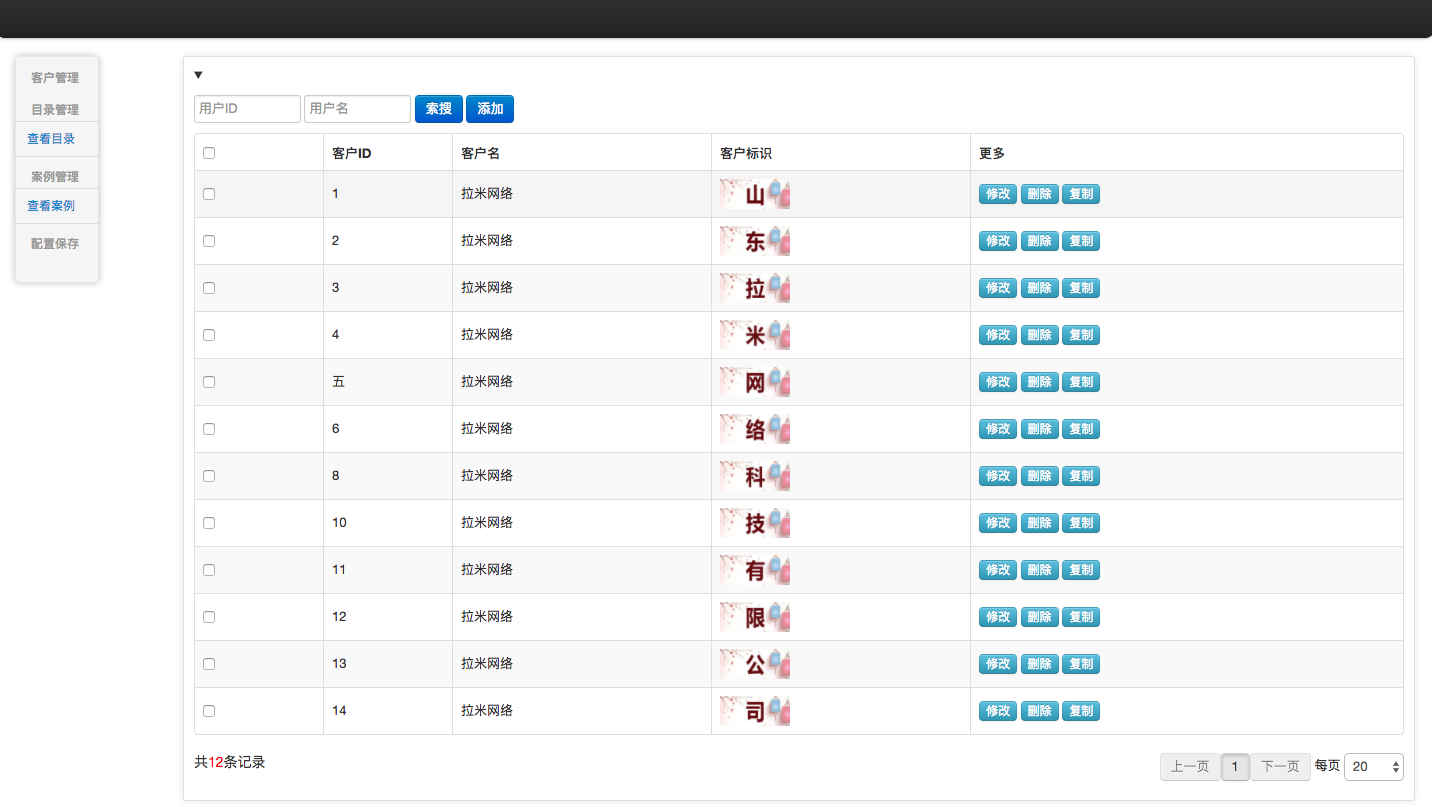 客户管理
目录管理
查看目录
案例管理
查看案例
配置保存
用户ID 用户名 索搜 添加
客户ID 客户名 客户标识 更多
1 拉米网络 山 修改 删除 复制
2 拉米网络 东 修改 删除 复制
3 拉米网络 拉 修改 删除 复制
4 拉米网络 米 修改 删除 复制
五 拉米网络 网 修改 删除 复制
6 拉米网络 络 修改 删除 复制
8 拉米网络 科 修改 删除 复制
10 拉米网络 技 修改 删除 复制
11 拉米网络 有 修改 删除 复制
12 拉米网络 限 修改 删除 复制
13 拉米网络 公 修改 删除 复制
14 拉米网络 司 修改 删除 复制
共12条记录 上一页 1 下一页 每页 20